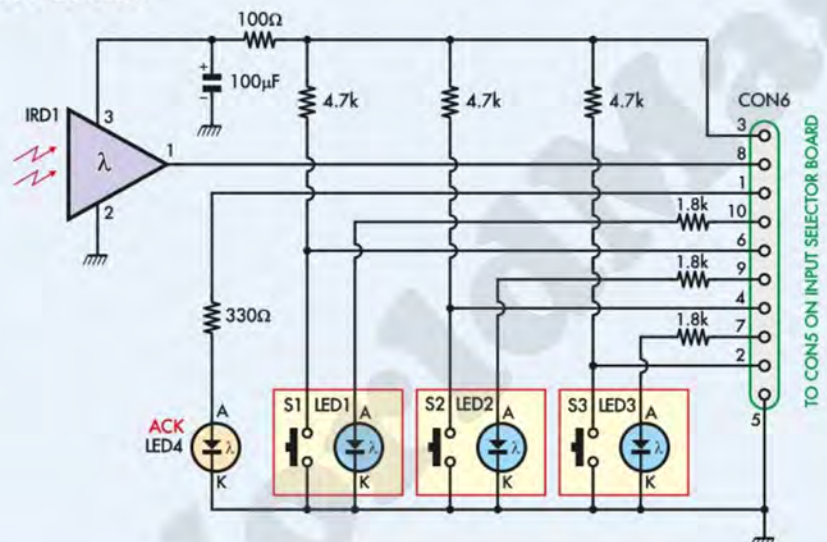 100Ω
+
100µF
–
4.7k
4.7k
4.7k
CON6
IRD1
3
λ
1
2
3
8
1
1.8k
10
6
1.8k
9
4
1.8k
7
2
5
TO CON5 ON INPUT SELECTOR BOARD
330Ω
ACK
LED4
A
λ
K
S1
LED1
A
λ
K
S2
LED2
A
λ
K
S3
LED3
A
λ
K